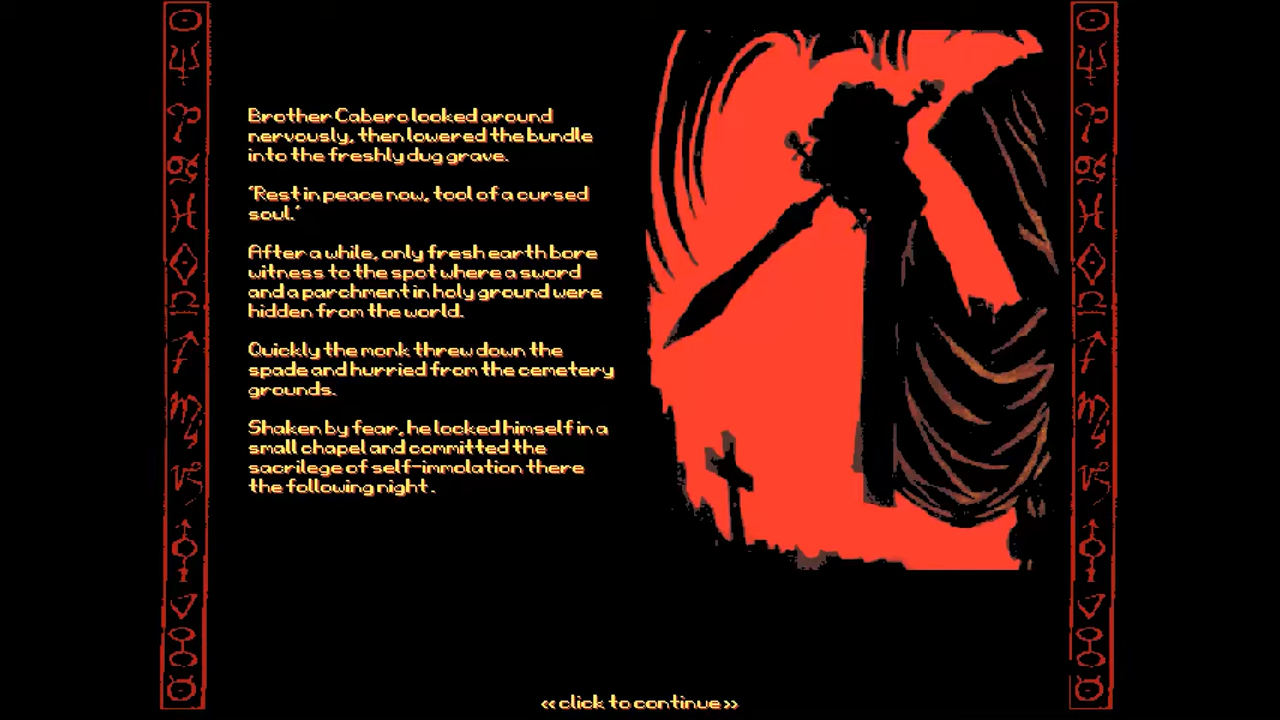 Brother Cabero looked around
nervously, then lowered the bundle
into the freshly dug grave.
'Rest in peace now, tool of a cursed
soul.'
After a while, only fresh earth bore
witness to the spot where a sword
and a parchment in holy ground were
hidden from the world.
Quickly the monk threw down the
spade and hurried from the cemetery
grounds.
Shaken by fear, he locked himself in a
small chapel and committed the
sacrilege of self-immolation there
the following night.
<< click to continue >>